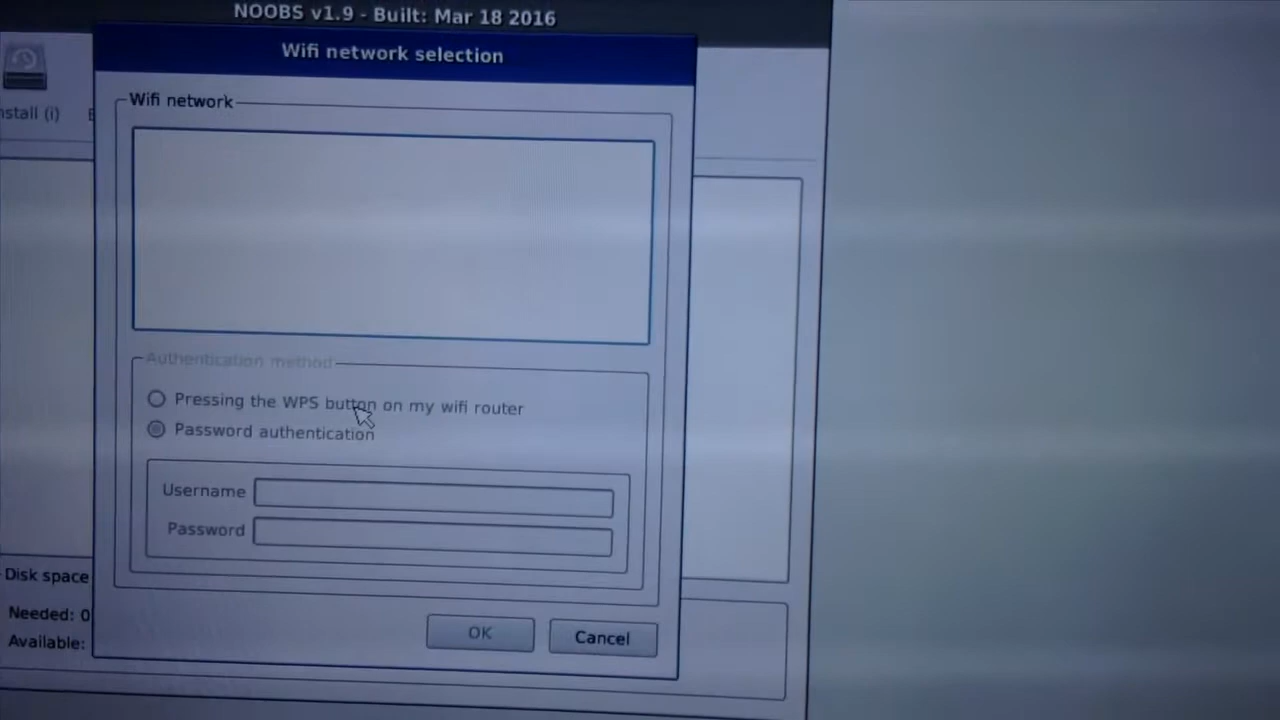 NOOBS v1.9 - Built: Mar 18 2016
Wifi network selection
Wifi network
nstall (i)
Authentication method
Pressing the WPS button on my wifi router
Password authentication
Username
Password
Disk space
Needed: 0
Available:
OK
Cancel